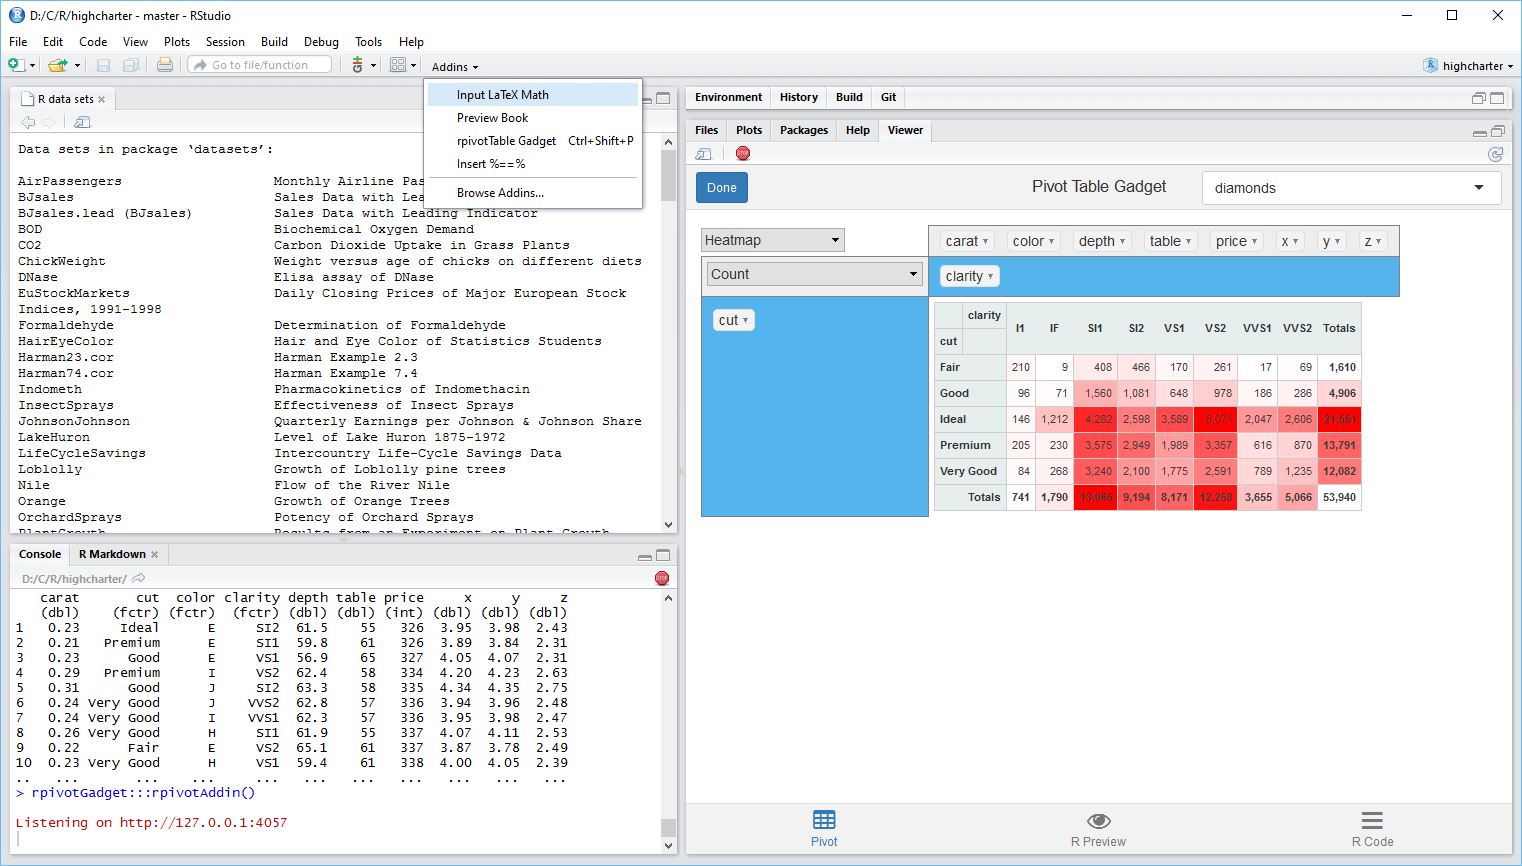 D:/C/R/highcharter - master - RStudio
File Edit Code View Plots Session Build Debug Tools Help
Go to file/function Addins highcharter
Input LaTeX Math
Preview Book
rpivotTable Gadget Ctrl+Shift+P
Insert %==%
Browse Addins...
R data sets
Data sets in package ‘datasets’:
AirPassengers Monthly Airline Pas
BJsales Sales Data with Lea
BJsales.lead (BJsales) Sales Data with Leading Indicator
BOD Biochemical Oxygen Demand
CO2 Carbon Dioxide Uptake in Grass Plants
ChickWeight Weight versus age of chicks on different diets
DNase Elisa assay of DNase
EuStockMarkets Daily Closing Prices of Major European Stock
Indices, 1991-1998
Formaldehyde Determination of Formaldehyde
HairEyeColor Hair and Eye Color of Statistics Students
Harman23.cor Harman Example 2.3
Harman74.cor Harman Example 7.4
Indometh Pharmacokinetics of Indomethacin
InsectSprays Effectiveness of Insect Sprays
JohnsonJohnson Quarterly Earnings per Johnson & Johnson Share
LakeHuron Level of Lake Huron 1875-1972
LifeCycleSavings Intercountry Life-Cycle Savings Data
Loblolly Growth of Loblolly pine trees
Nile Flow of the River Nile
Orange Growth of Orange Trees
OrchardSprays Potency of Orchard Sprays
PlantGrowth Results from an Experiment on Plant Growth
Console R Markdown
D:/C/R/highcharter/
STOP
carat cut color clarity depth table price x y z
(dbl) (fctr) (fctr) (fctr) (dbl) (dbl) (int) (dbl) (dbl) (dbl)
1 0.23 Ideal E SI2 61.5 55 326 3.95 3.98 2.43
2 0.21 Premium E SI1 59.8 61 326 3.89 3.84 2.31
3 0.23 Good E VS1 56.9 65 327 4.05 4.07 2.31
4 0.29 Premium I VS2 62.4 58 334 4.20 4.23 2.63
5 0.31 Good J SI2 63.3 58 335 4.34 4.35 2.75
6 0.24 Very Good J VVS2 62.8 57 336 3.94 3.96 2.48
7 0.24 Very Good I VVS1 62.3 57 336 3.95 3.98 2.47
8 0.26 Very Good H SI1 61.9 55 337 4.07 4.11 2.53
9 0.22 Fair E VS2 65.1 61 337 3.87 3.78 2.49
10 0.23 Very Good H VS1 59.4 61 338 4.00 4.05 2.39
.. ... ... ... ... ... ... ... ... ... ...
> rpivotGadget:::rpivotAddin()
Listening on http://127.0.0.1:4057
Environment History Build Git
Files Plots Packages Help Viewer
STOP
Done Pivot Table Gadget diamonds
Heatmap carat color depth table price x y z
Count clarity
cut
clarity I1 IF SI1 SI2 VS1 VS2 VVS1 VVS2 Totals
cut
Fair 210 9 408 466 170 261 17 69 1,610
Good 96 71 1,560 1,081 648 978 186 286 4,906
Ideal 146 1,212 4,282 2,598 3,589 5,071 2,047 2,606 21,551
Premium 205 230 3,575 2,949 1,989 3,357 616 870 13,791
Very Good 84 268 3,240 2,100 1,775 2,591 789 1,235 12,082
Totals 741 1,790 13,065 9,194 8,171 12,258 3,655 5,066 53,940
Pivot R Preview R Code